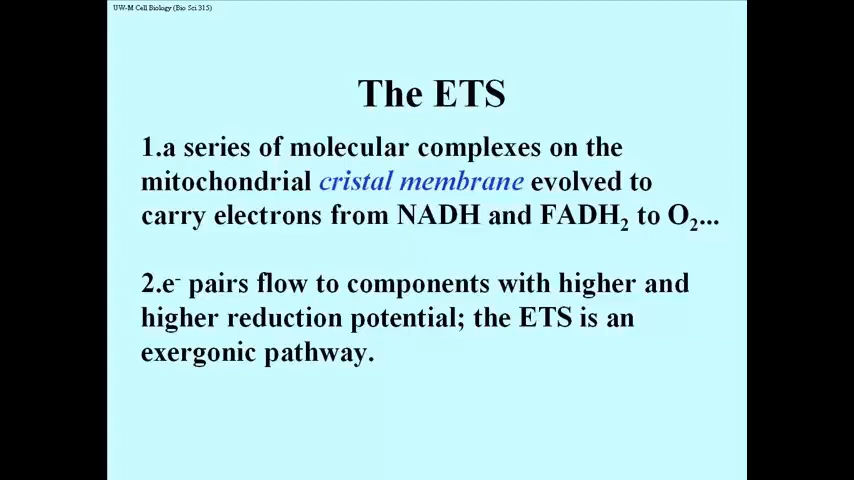 UW-M Cell Biology (Bio Sci 315)
The ETS
1.a series of molecular complexes on the
mitochondrial cristal membrane evolved to
carry electrons from NADH and FADH₂ to O₂...
2.e⁻ pairs flow to components with higher and
higher reduction potential; the ETS is an
exergonic pathway.